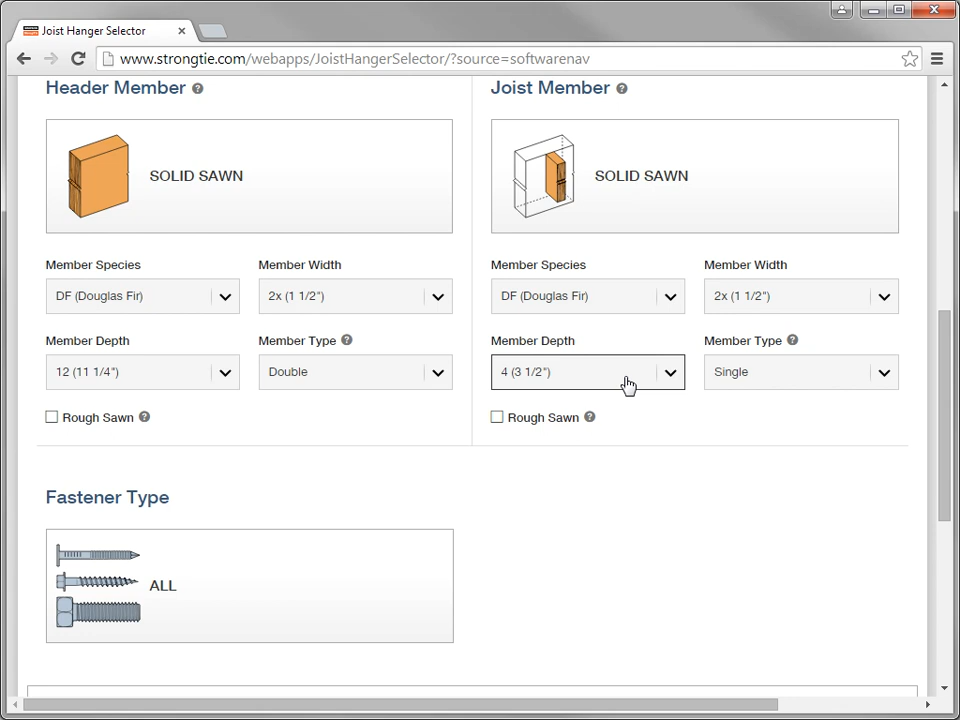 Joist Hanger Selector
www.strongtie.com/webapps/JoistHangerSelector/?source=softwarenav
Header Member ?
Joist Member ?
SOLID SAWN
SOLID SAWN
Member Species
Member Width
Member Species
Member Width
DF (Douglas Fir)
2x (1 1/2")
DF (Douglas Fir)
2x (1 1/2")
Member Depth
Member Type ?
Member Depth
Member Type ?
12 (11 1/4")
Double
4 (3 1/2")
Single
Rough Sawn ?
Rough Sawn ?
Fastener Type
ALL